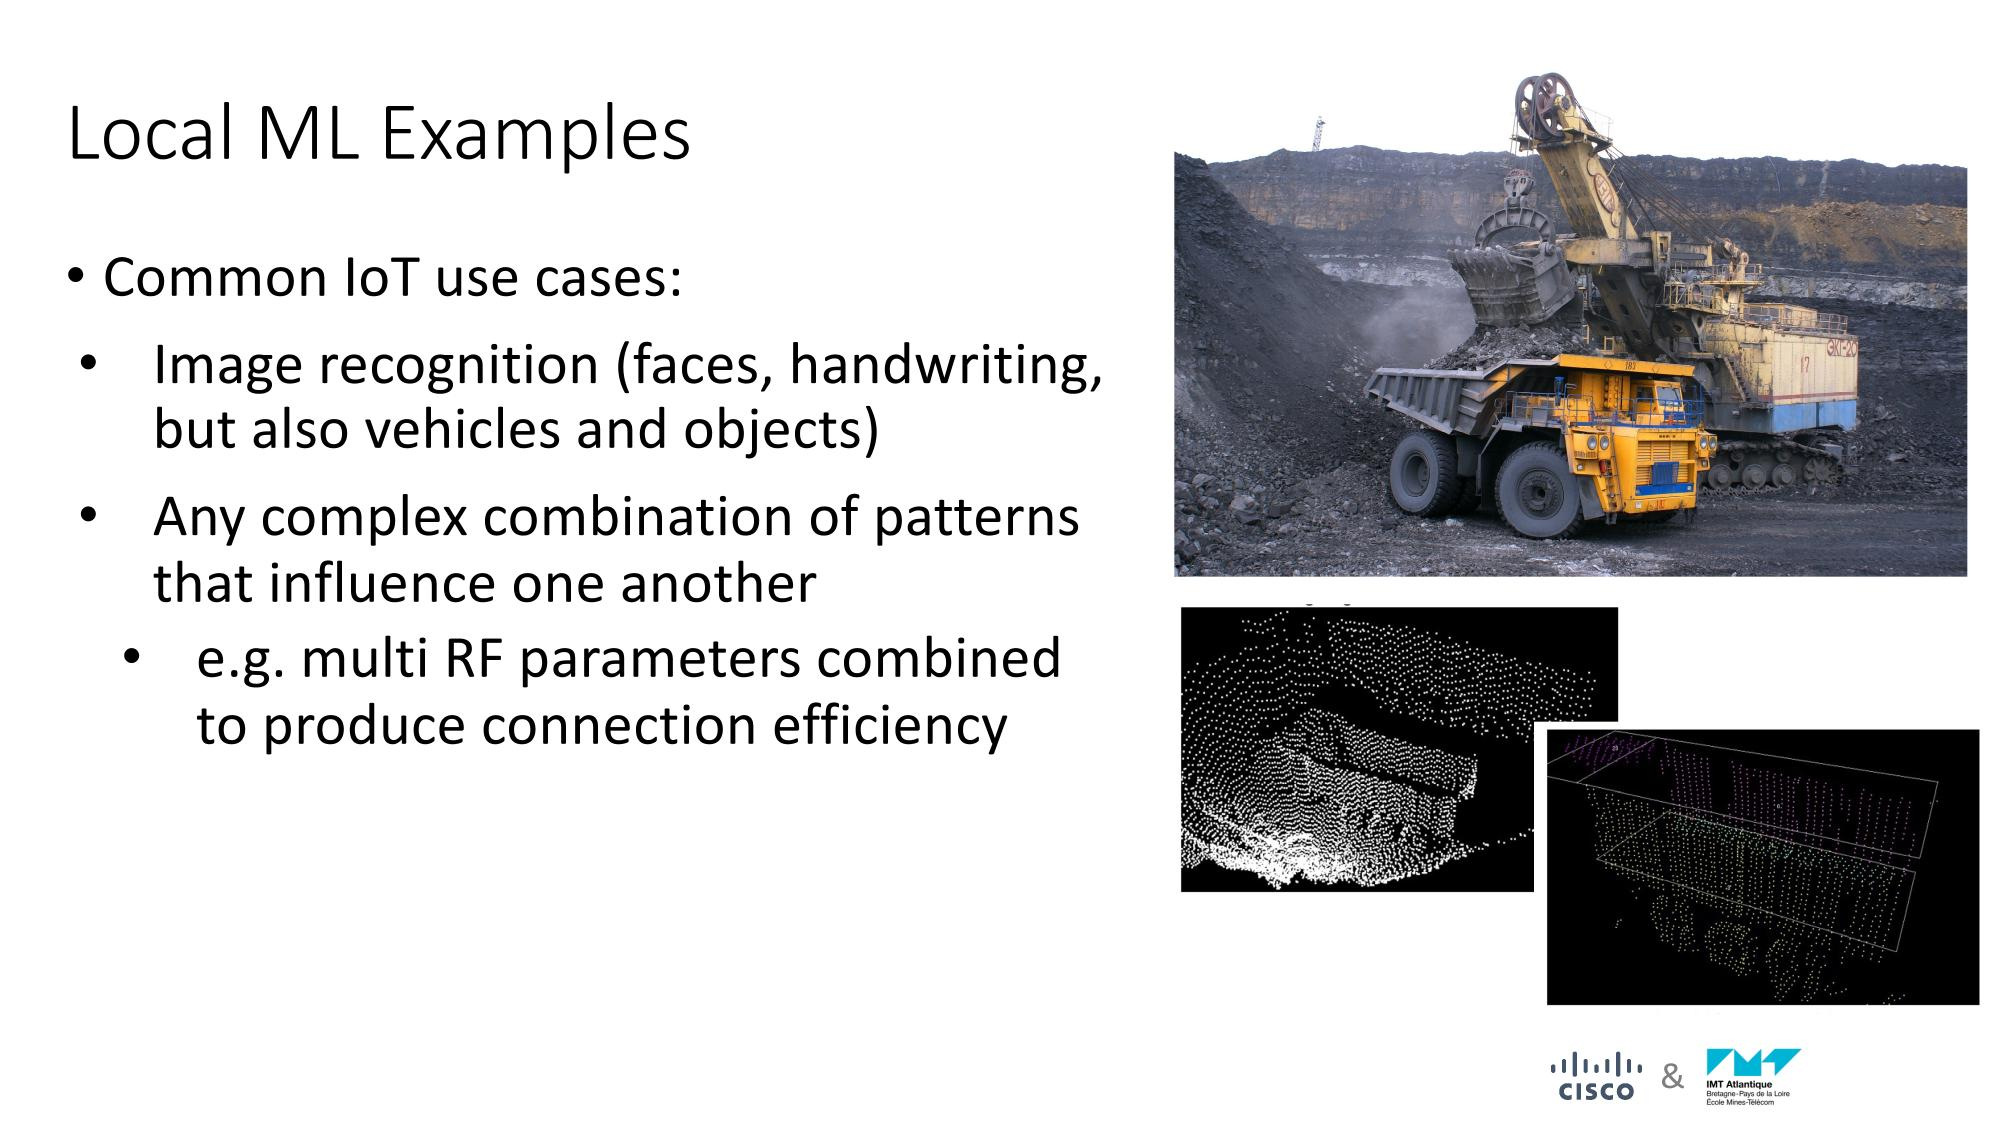 Local ML Examples
• Common IoT use cases:
• Image recognition (faces, handwriting,
but also vehicles and objects)
• Any complex combination of patterns
that influence one another
• e.g. multi RF parameters combined
to produce connection efficiency
183
17
ЭКГ-20
CISCO
&
IMT Atlantique
Bretagne-Pays de la Loire
École Mines-Télécom